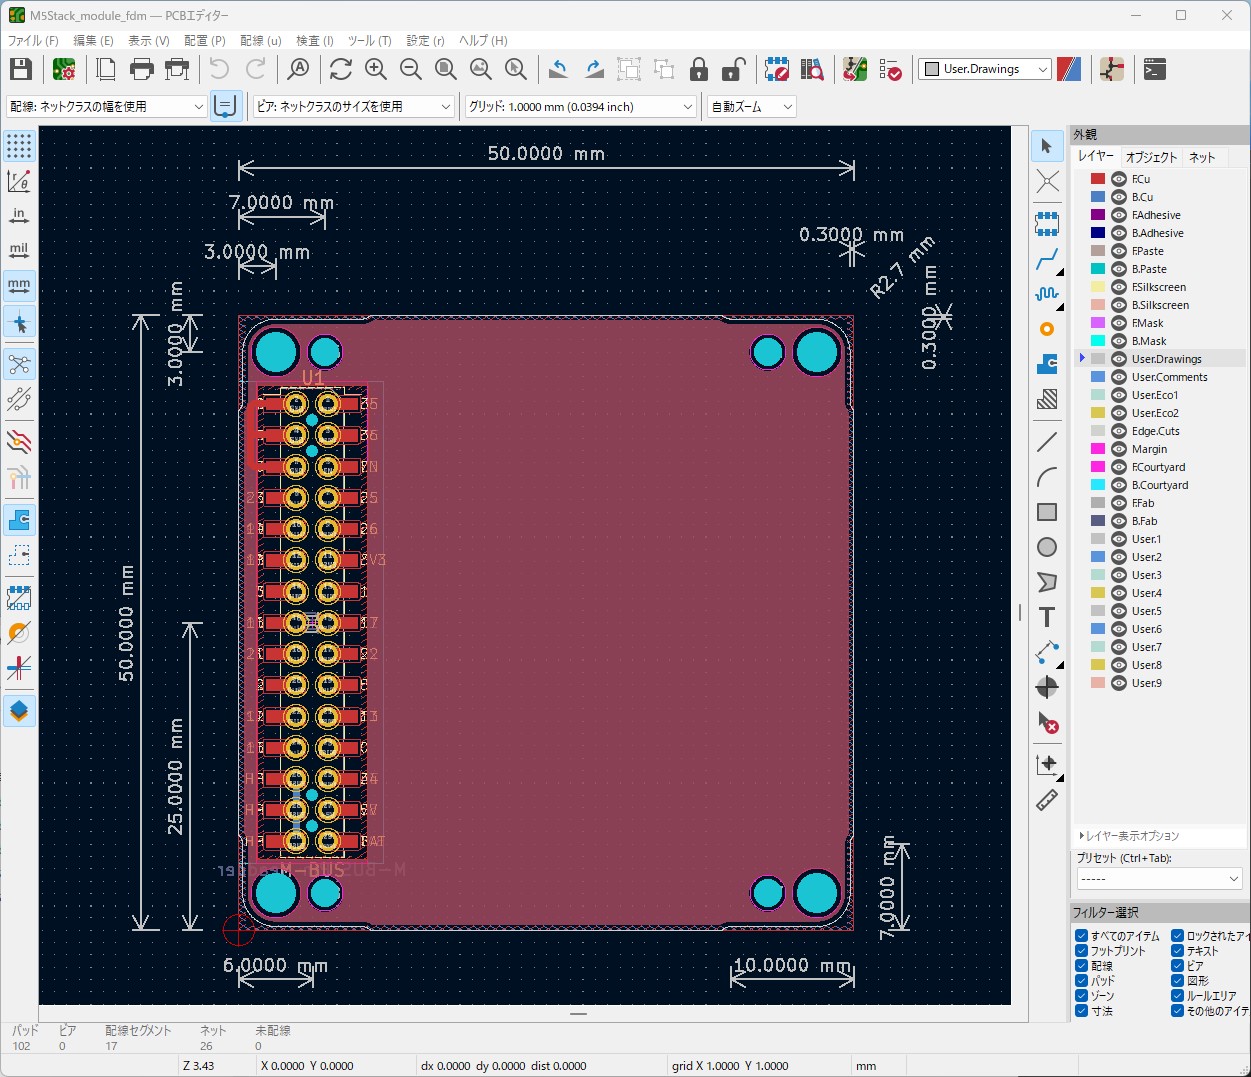 M5Stack_module_fdm — PCBエディター
ファイル (F) 編集 (E) 表示 (V) 配置 (P) 配線 (u) 検査 (I) ツール (T) 設定 (r) ヘルプ (H)
User.Drawings
配線: ネットクラスの幅を使用
ビア: ネットクラスのサイズを使用
グリッド: 1.0000 mm (0.0394 inch)
自動ズーム
in
mil
mm
50.0000 mm
7.0000 mm
3.0000 mm
0.3000 mm
R2.7 mm
0.3000 mm
3.0000 mm
50.0000 mm
25.0000 mm
7.0000 mm
6.0000 mm
10.0000 mm
U1
35
36
25
26
3V3
17
22
13
M-BUS
外観
レイヤー オブジェクト ネット
F.Cu
B.Cu
F.Adhesive
B.Adhesive
F.Paste
B.Paste
F.Silkscreen
B.Silkscreen
F.Mask
B.Mask
User.Drawings
User.Comments
User.Eco1
User.Eco2
Edge.Cuts
Margin
F.Courtyard
B.Courtyard
F.Fab
B.Fab
User.1
User.2
User.3
User.4
User.5
User.6
User.7
User.8
User.9
レイヤー表示オプション
プリセット (Ctrl+Tab):
-----
フィルター選択
すべてのアイテム ロックされたアイ
フットプリント テキスト
配線 ビア
パッド 図形
ゾーン ルールエリア
寸法 その他のアイテ
パッド ビア 配線セグメント ネット 未配線
102 0 17 26 0
Z 3.43 X 0.0000 Y 0.0000 dx 0.0000 dy 0.0000 dist 0.0000 grid X 1.0000 Y 1.0000 mm